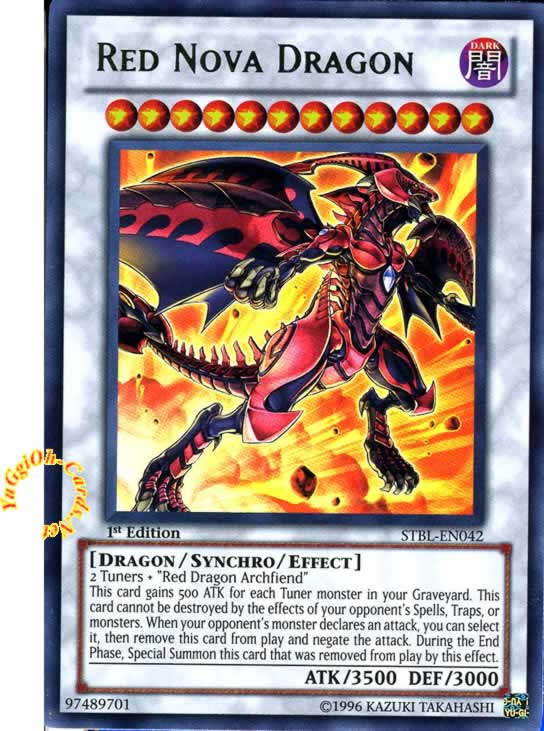 RED NOVA DRAGON
DARK
闇
YuGgiOh-Cards.Net
1st Edition
STBL-EN042
[DRAGON/SYNCHRO/EFFECT]
2 Tuners + "Red Dragon Archfiend"
This card gains 500 ATK for each Tuner monster in your Graveyard. This
card cannot be destroyed by the effects of your opponent's Spells, Traps, or
monsters. When your opponent's monster declares an attack, you can select
it, then remove this card from play and negate the attack. During the End
Phase, Special Summon this card that was removed from play by this effect.
ATK/3500 DEF/3000
97489701
©1996 KAZUKI TAKAHASHI